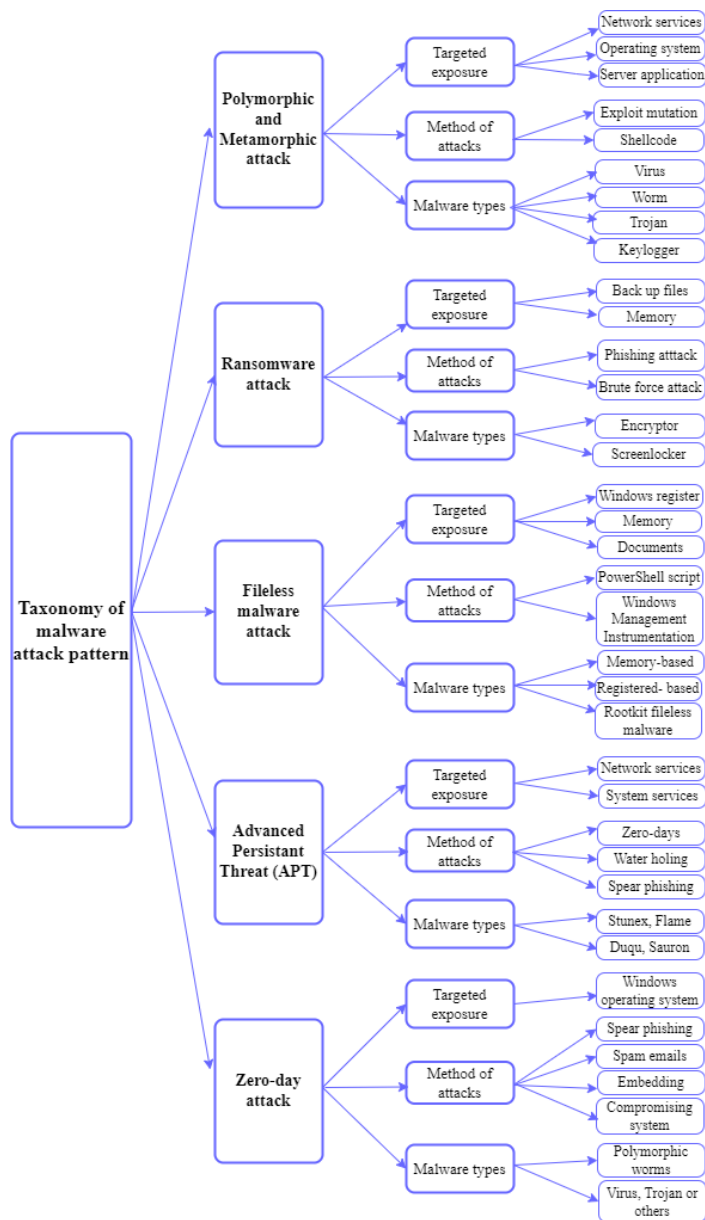 Taxonomy of
malware
attack pattern
Polymorphic
and
Metamorphic
attack
Targeted
exposure
Network services
Operating system
Server application
Method of
attacks
Exploit mutation
Shellcode
Malware types
Virus
Worm
Trojan
Keylogger
Ransomware
attack
Targeted
exposure
Back up files
Memory
Method of
attacks
Phishing atttack
Brute force attack
Malware types
Encryptor
Screenlocker
Fileless
malware
attack
Targeted
exposure
Windows register
Memory
Documents
Method of
attacks
PowerShell script
Windows
Management
Instrumentation
Malware types
Memory-based
Registered- based
Rootkit fileless
malware
Advanced
Persistant
Threat (APT)
Targeted
exposure
Network services
System services
Method of
attacks
Zero-days
Water holing
Spear phishing
Malware types
Stunex, Flame
Duqu, Sauron
Zero-day
attack
Targeted
exposure
Windows
operating system
Method of
attacks
Spear phishing
Spam emails
Embedding
Compromising
system
Malware types
Polymorphic
worms
Virus, Trojan or
others